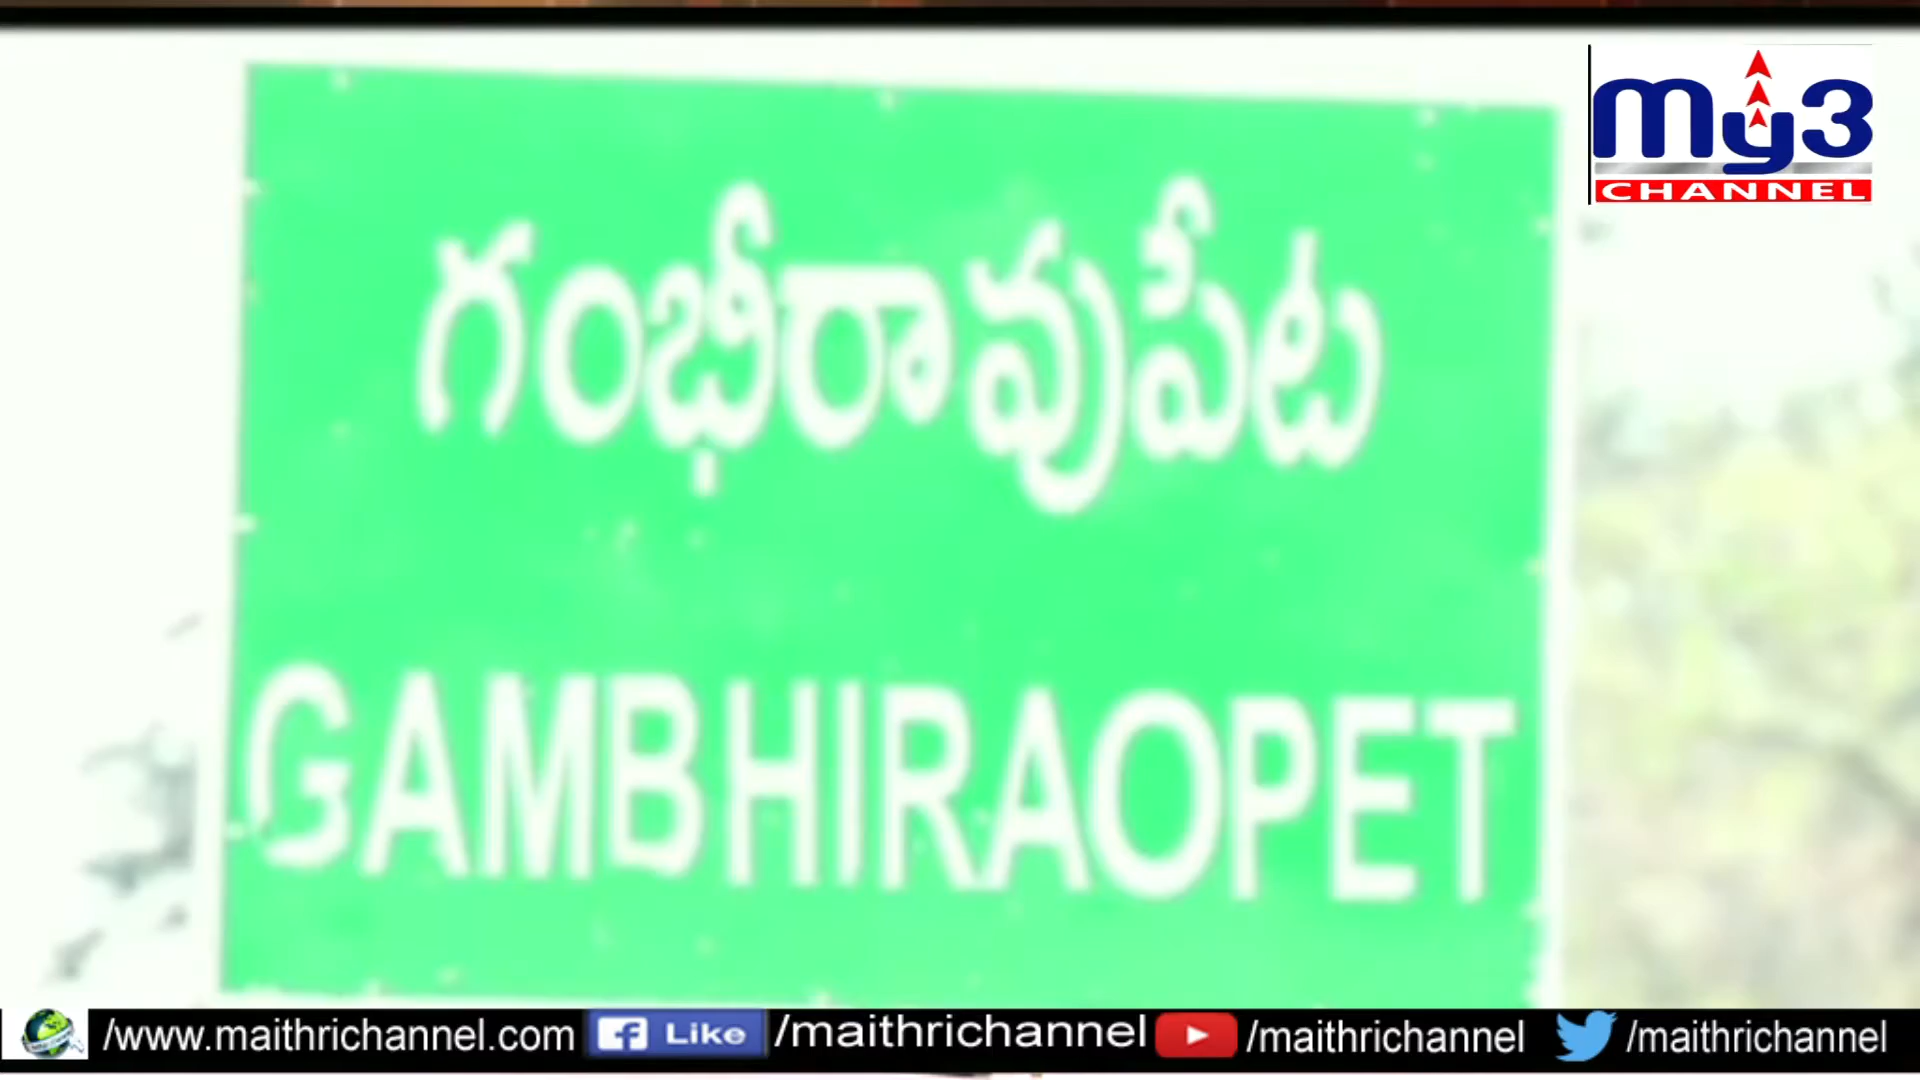 my3
CHANNEL
గంభీరావుపేట
GAMBHIRAOPET
/www.maithrichannel.com Like /maithrichannel /maithrichannel /maithrichannel